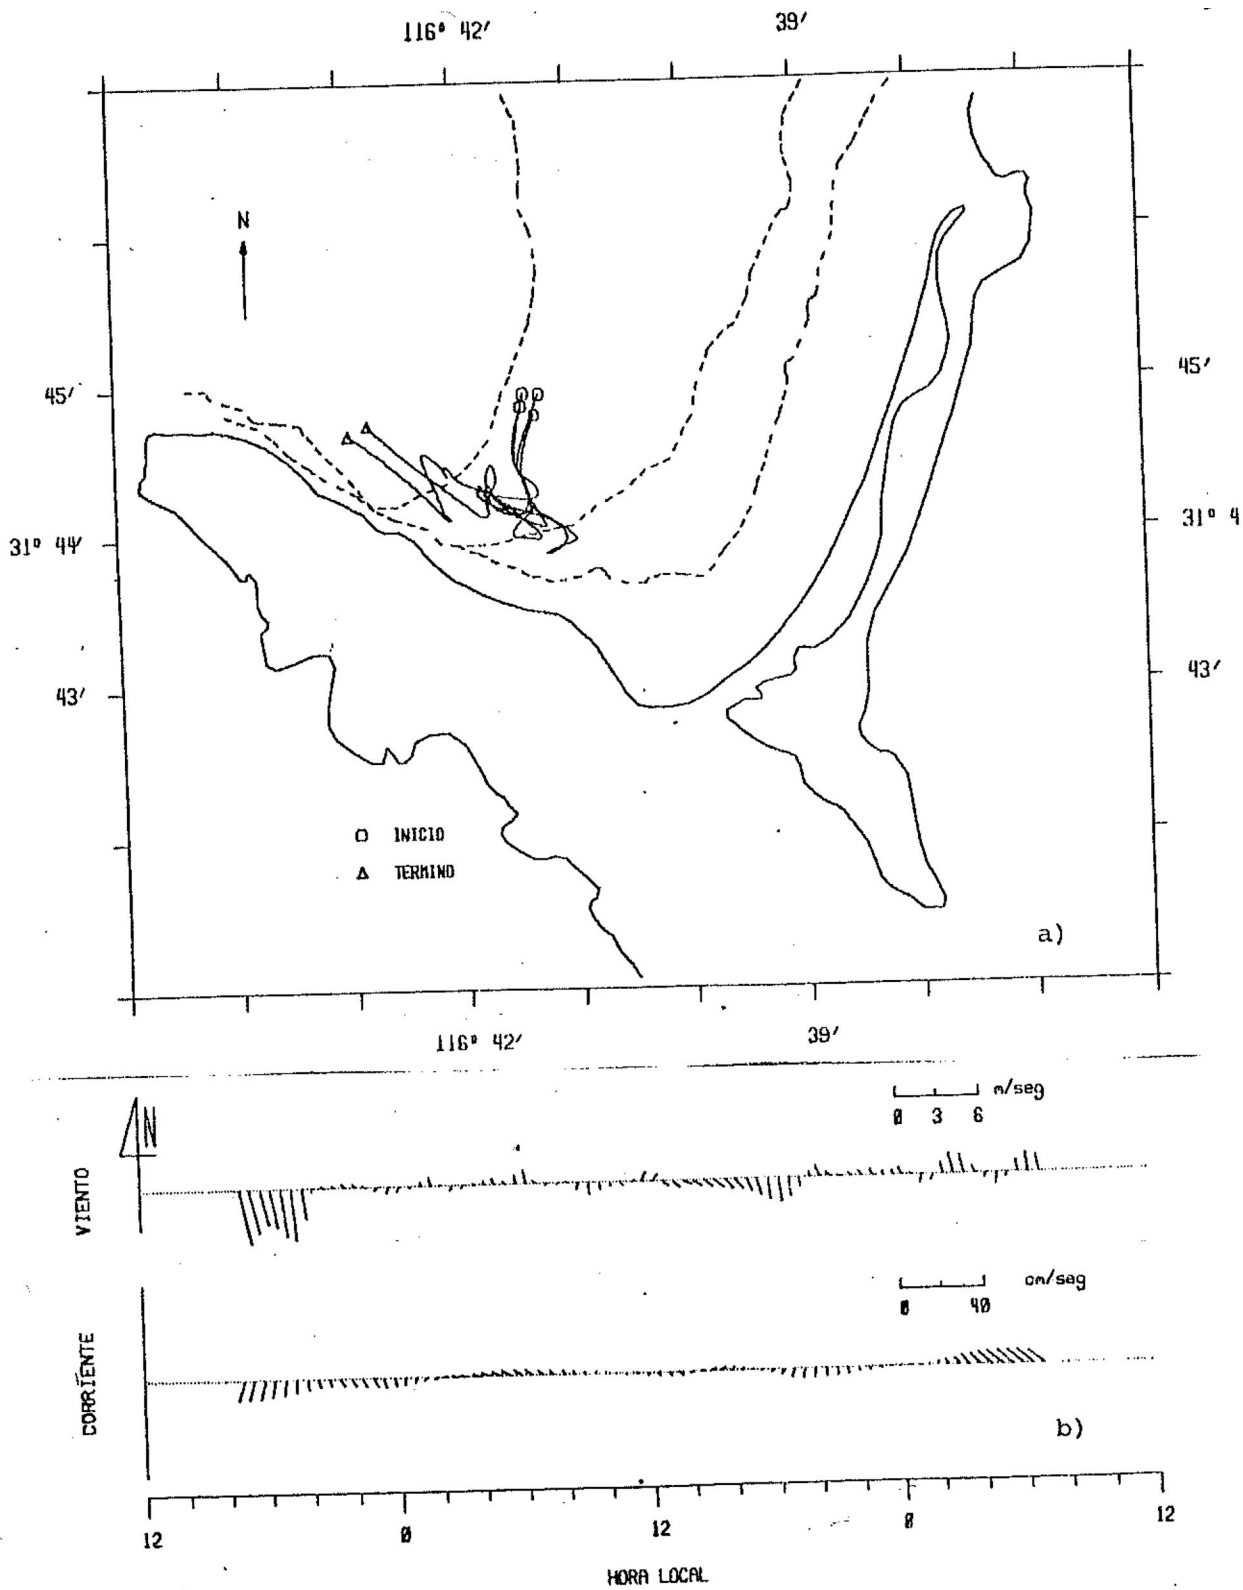 116° 42′ 39′
N
45′ 45′
31° 44′ 31° 4
43′ 43′
INICIO
TERMINO
a)
116° 42′ 39′
m/seg
0 3 6
N
VIENTO
cm/seg
0 40
CORRIENTE
b)
12 0 12 0 12
HORA LOCAL